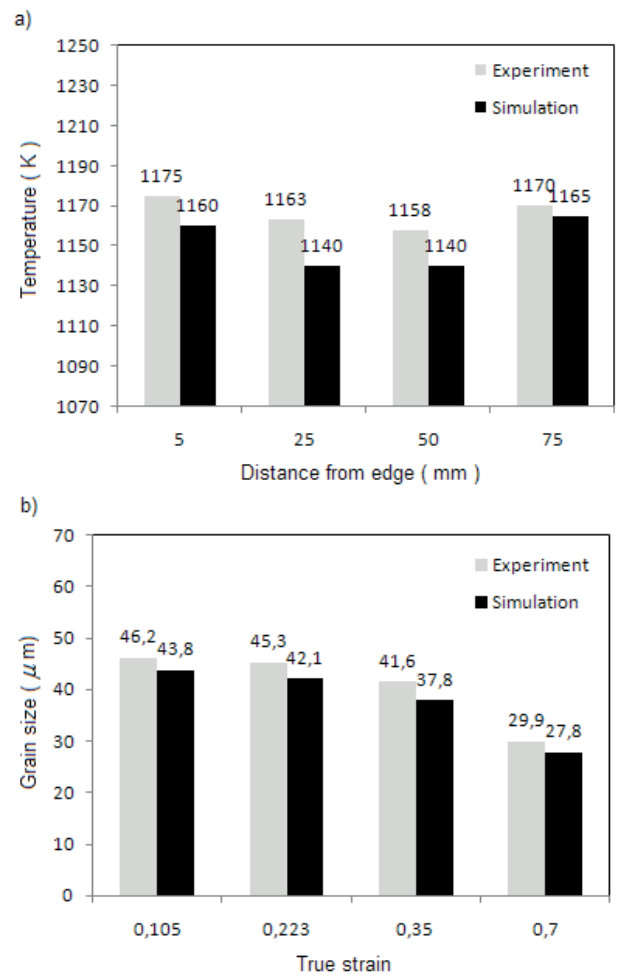 a)
1250
1230
1210
1190
1170
1150
1130
1110
1090
1070
Temperature ( K )
Experiment
Simulation
1175
1160
1163
1140
1158
1140
1170
1165
5 25 50 75
Distance from edge ( mm )
b)
70
60
50
40
30
20
10
0
Grain size ( μm)
Experiment
Simulation
46,2
43,8
45,3
42,1
41,6
37,8
29,9
27,8
0,105 0,223 0,35 0,7
True strain